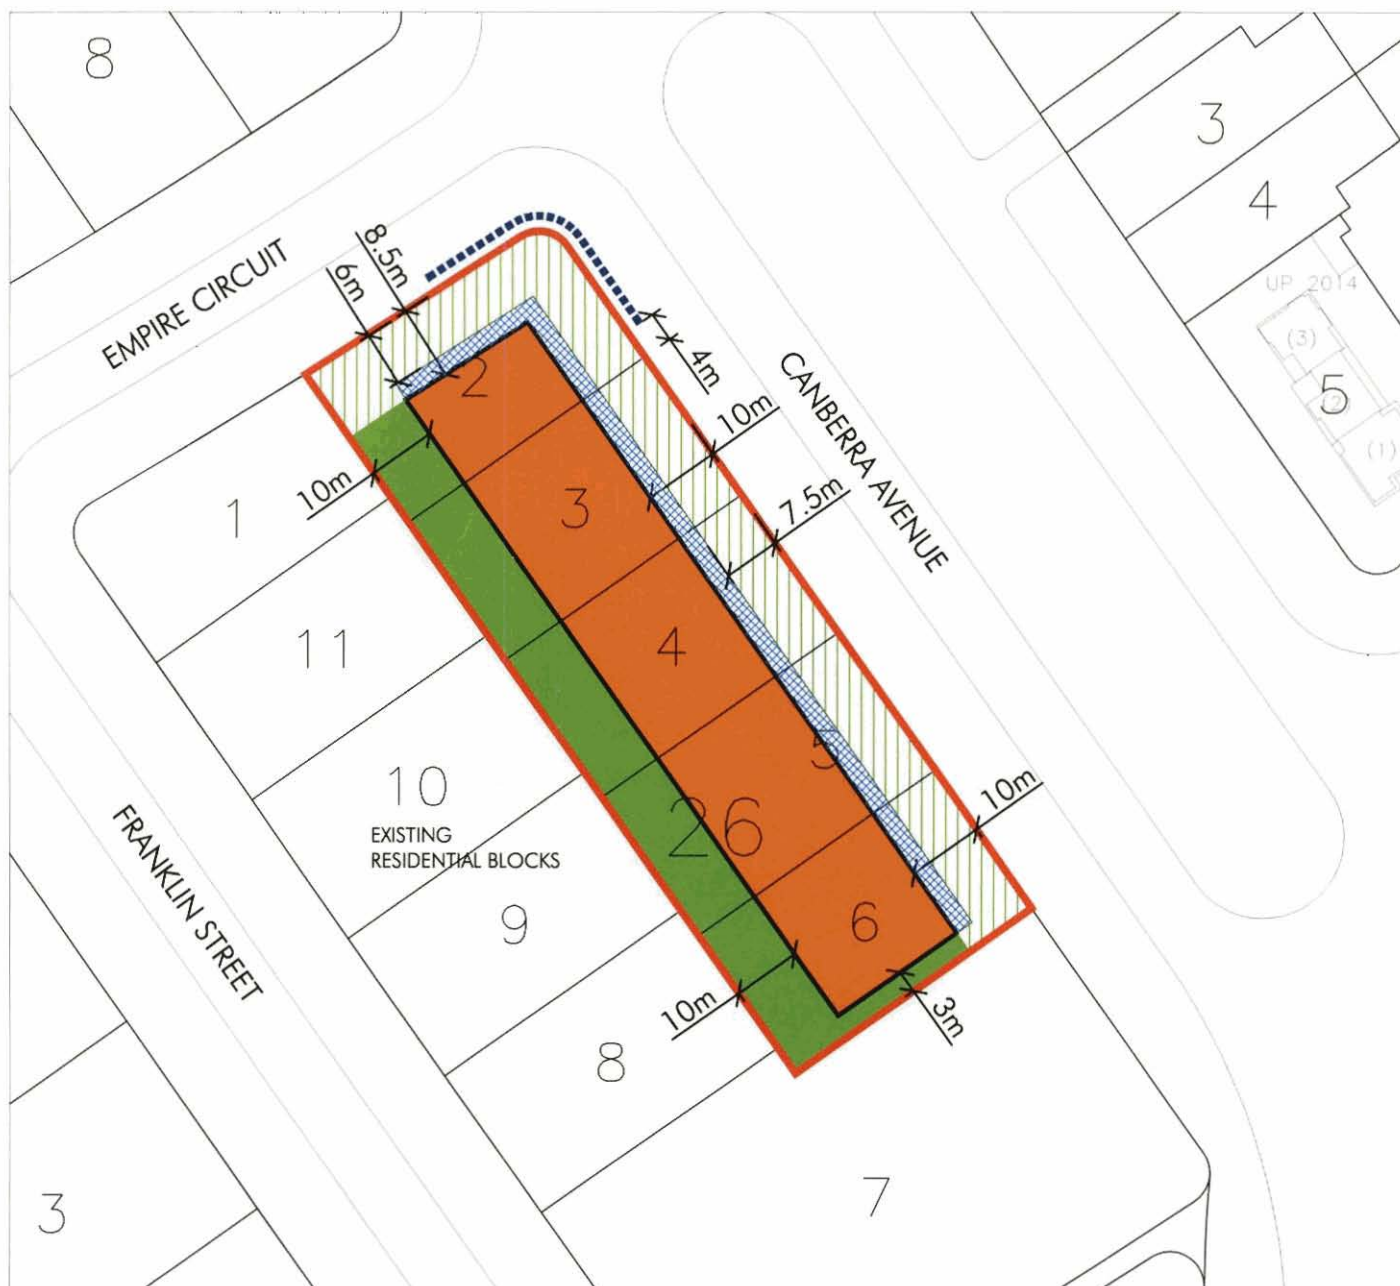 8
3
4
UP 2014
(3)
5
(2)
(1)
EMPIRE CIRCUIT
6m
8.5m
2
4m
10m
CANBERRA AVENUE
7.5m
10m
1
3
11
4
10
EXISTING
RESIDENTIAL BLOCKS
5
26
10m
FRANKLIN STREET
9
6
10m
3m
8
7
3